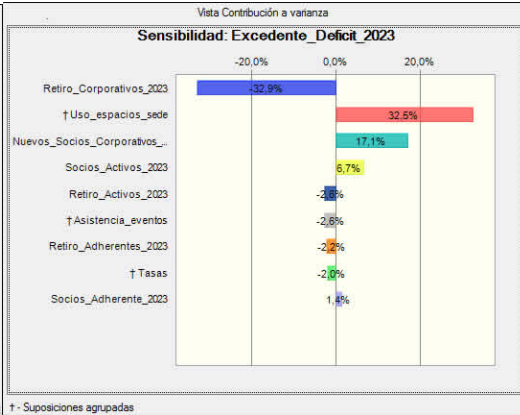 Vista Contribución a varianza
Sensibilidad: Excedente_Deficit_2023
-20,0% 0,0% 20,0%
Retiro_Corporativos_2023 -32,9%
†Uso_espacios_sede 32,5%
Nuevos_Socios_Corporativos_... 17,1%
Socios_Activos_2023 6,7%
Retiro_Activos_2023 -2,6%
†Asistencia_eventos -2,6%
Retiro_Adherentes_2023 -2,2%
†Tasas -2,0%
Socios_Adherente_2023 1,4%
† - Suposiciones agrupadas